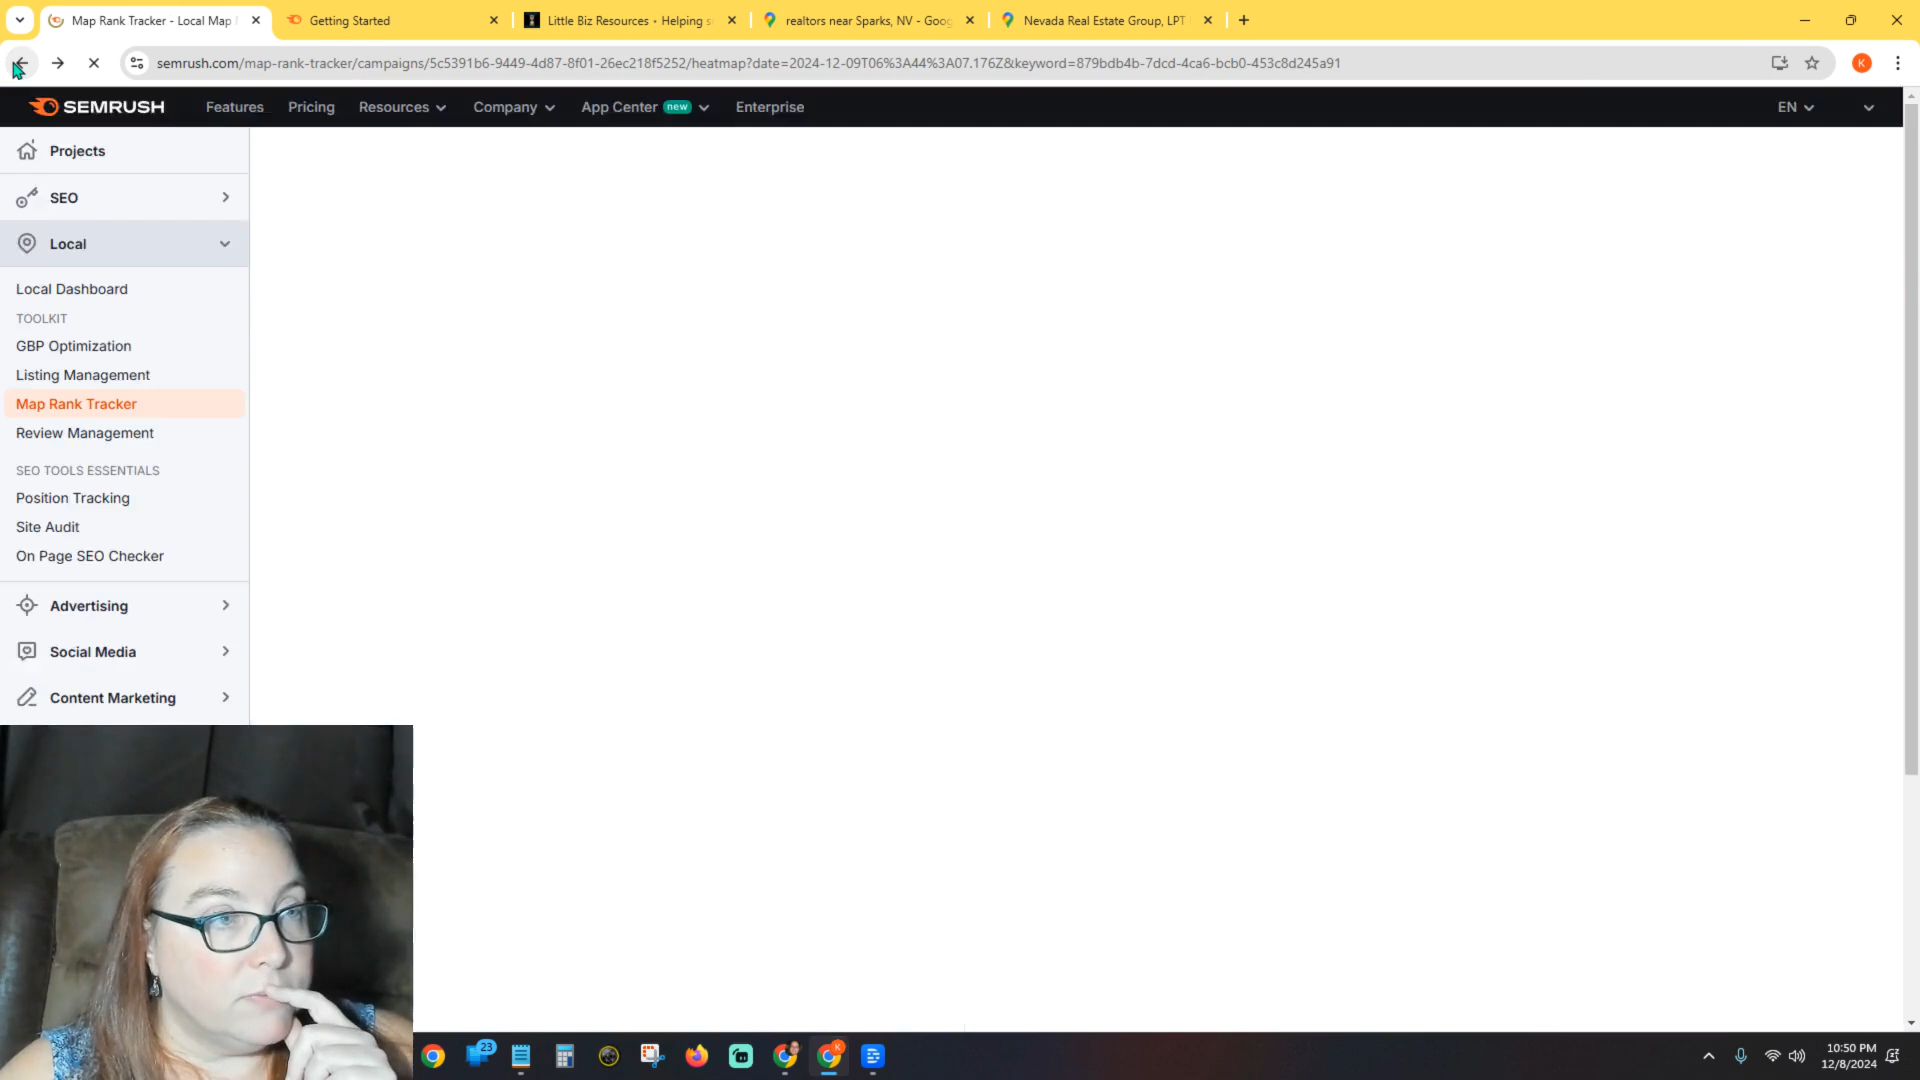 Map Rank Tracker - Local Map
Getting Started
Little Biz Resources • Helping s
realtors near Sparks, NV - Goog
Nevada Real Estate Group, LPT
semrush.com/map-rank-tracker/campaigns/5c5391b6-9449-4d87-8f01-26ec218f5252/heatmap?date=2024-12-09T06%3A44%3A07.176Z&keyword=879bdb4b-7dcd-4ca6-bcb0-453c8d245a91
K
SEMRUSH
Features
Pricing
Resources
Company
App Center new
Enterprise
EN
Projects
SEO
Local
Local Dashboard
TOOLKIT
GBP Optimization
Listing Management
Map Rank Tracker
Review Management
SEO TOOLS ESSENTIALS
Position Tracking
Site Audit
On Page SEO Checker
Advertising
Social Media
Content Marketing
23
K
10:50 PM
12/8/2024